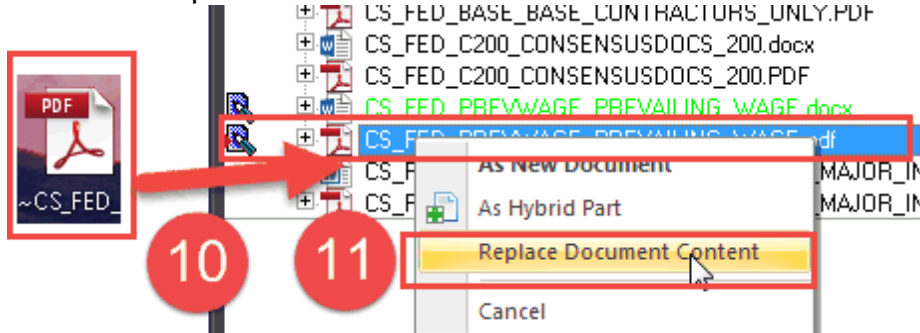 CS_FED_BASE_BASE_CONTRACTORS_ONLY.PDF
CS_FED_C200_CONSENSUSDOCS_200.docx
CS_FED_C200_CONSENSUSDOCS_200.PDF
CS_FED_PREVWAGE_PREVAILING_WAGE.docx
CS_FED_PREVWAGE_PREVAILING_WAGE.pdf
PDF
~CS_FED_
As New Document
MAJOR_IN
As Hybrid Part
MAJOR_IN
Replace Document Content
Cancel
10
11